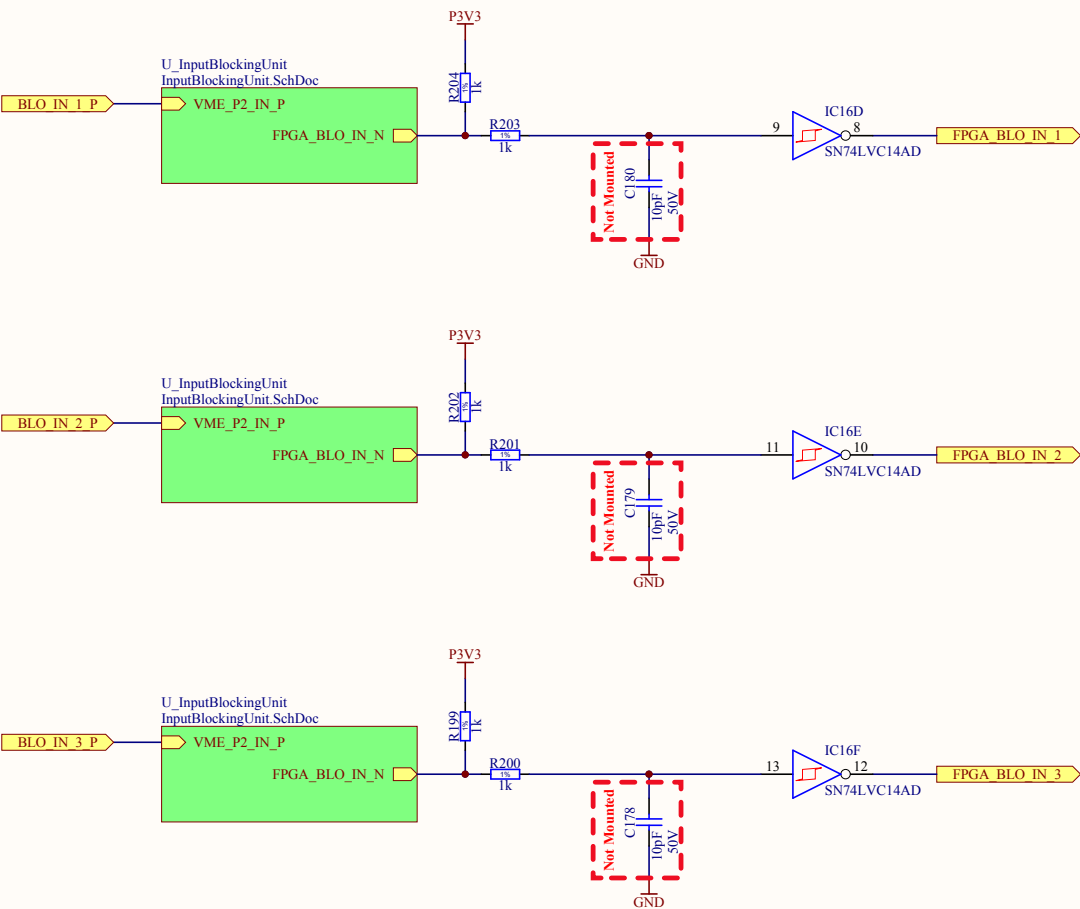 P3V3
U_InputBlockingUnit
InputBlockingUnit.SchDoc
BLO_IN_1_P
VME_P2_IN_P
FPGA_BLO_IN_N
R204
1%
1k
R203
1%
1k
Not Mounted
C180
10pF
50V
GND
9
IC16D
8
SN74LVC14AD
FPGA_BLO_IN_1
P3V3
U_InputBlockingUnit
InputBlockingUnit.SchDoc
BLO_IN_2_P
VME_P2_IN_P
FPGA_BLO_IN_N
R202
1%
1k
R201
1%
1k
Not Mounted
C179
10pF
50V
GND
11
IC16E
10
SN74LVC14AD
FPGA_BLO_IN_2
P3V3
U_InputBlockingUnit
InputBlockingUnit.SchDoc
BLO_IN_3_P
VME_P2_IN_P
FPGA_BLO_IN_N
R199
1%
1k
R200
1%
1k
Not Mounted
C178
10pF
50V
GND
13
IC16F
12
SN74LVC14AD
FPGA_BLO_IN_3